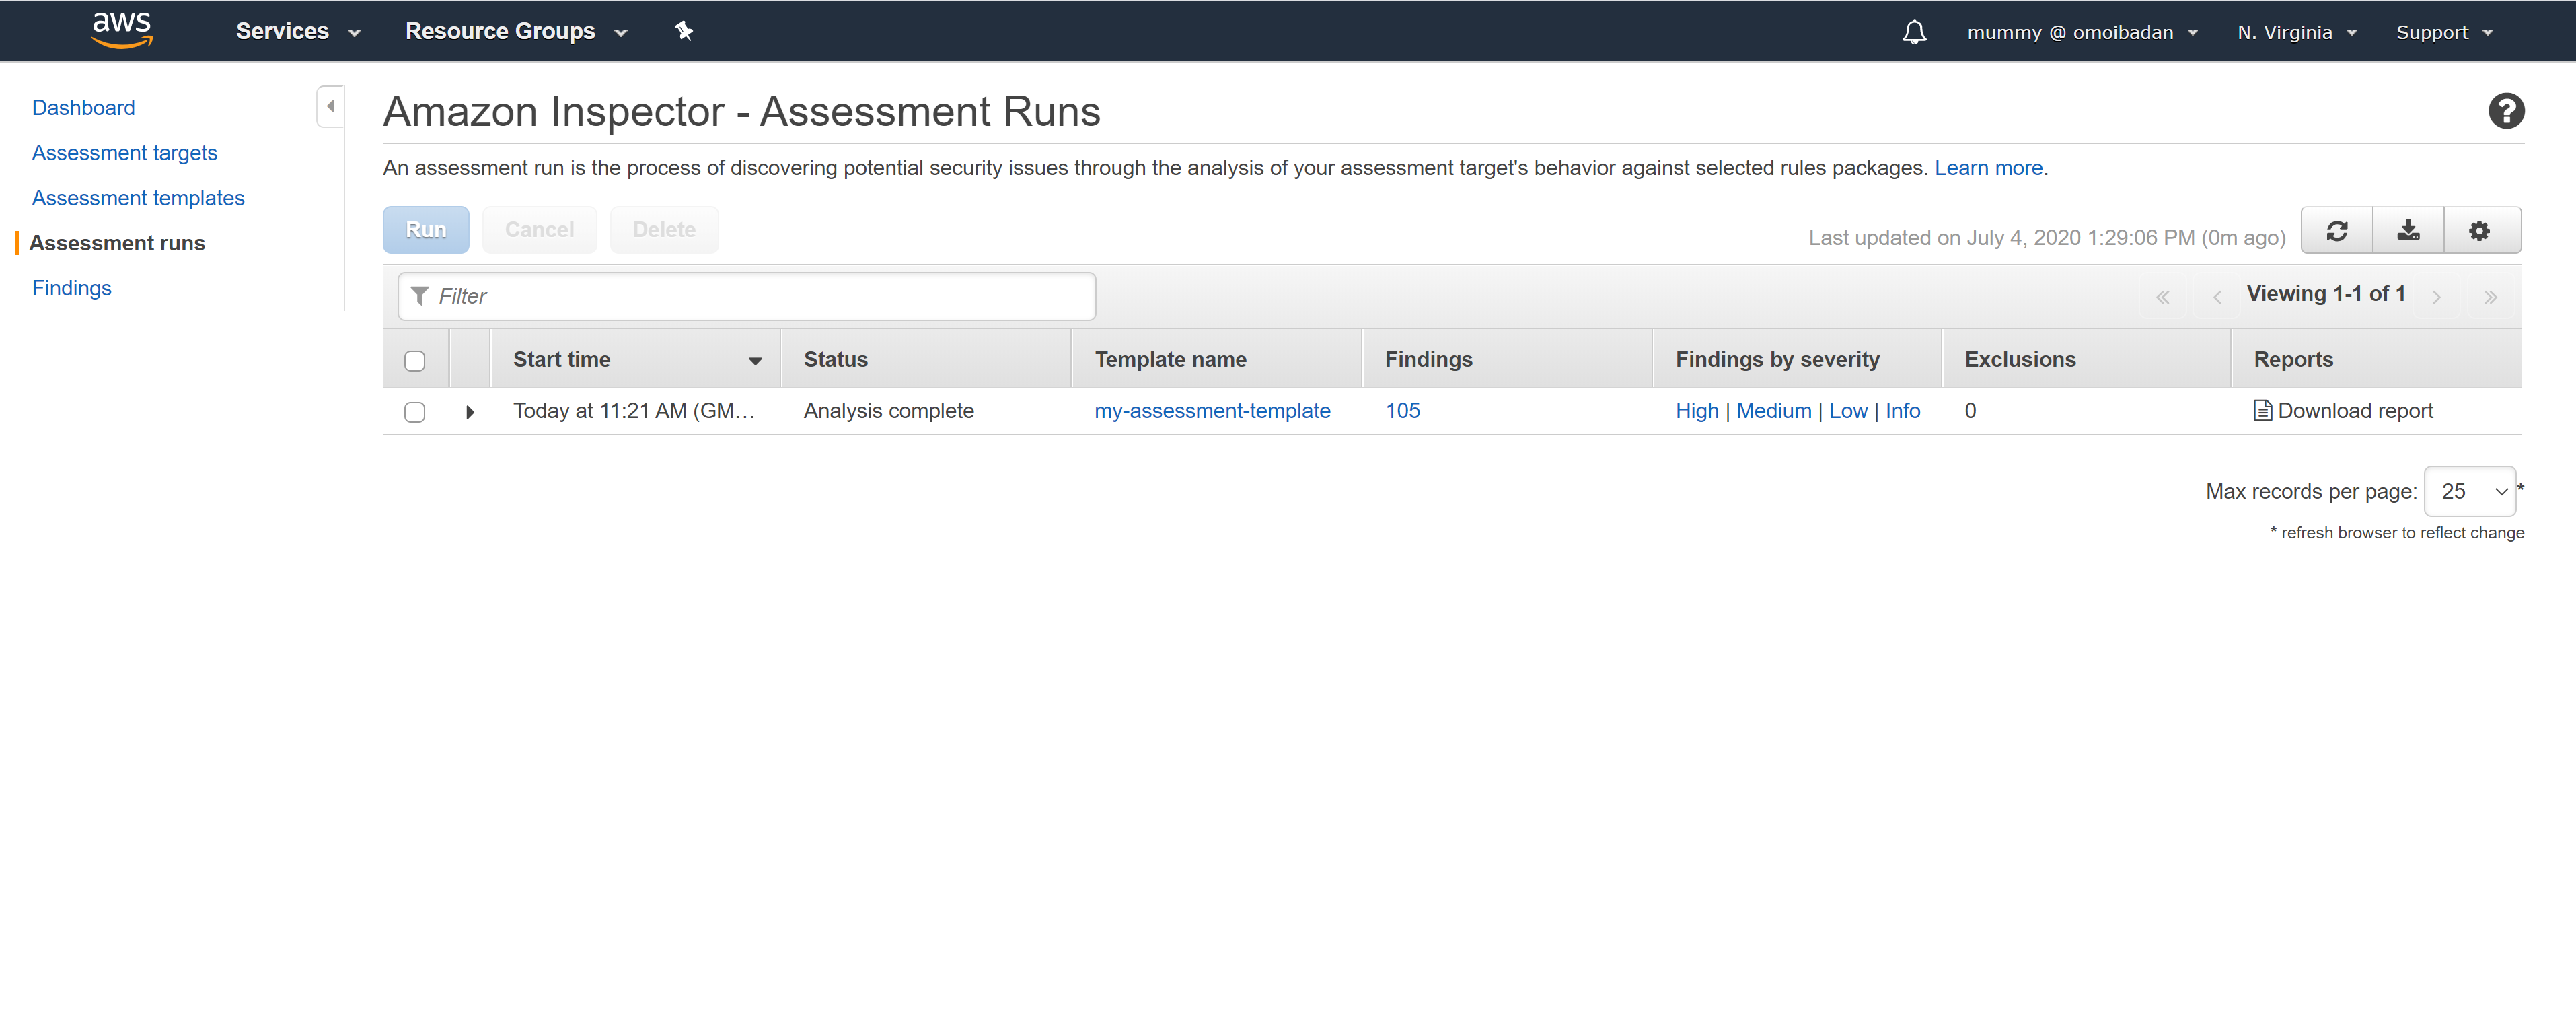 aws Services Resource Groups mummy @ omoibadan N. Virginia Support
Dashboard
Assessment targets
Assessment templates
Assessment runs
Findings
Amazon Inspector - Assessment Runs
An assessment run is the process of discovering potential security issues through the analysis of your assessment target's behavior against selected rules packages. Learn more.
Run Cancel Delete Last updated on July 4, 2020 1:29:06 PM (0m ago)
Filter Viewing 1-1 of 1
Start time Status Template name Findings Findings by severity Exclusions Reports
Today at 11:21 AM (GM... Analysis complete my-assessment-template 105 High | Medium | Low | Info 0 Download report
Max records per page: 25 *
* refresh browser to reflect change